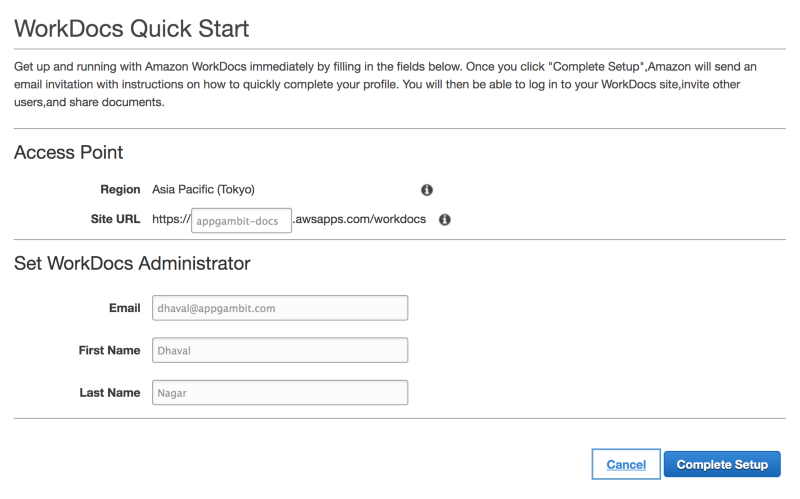 WorkDocs Quick Start
Get up and running with Amazon WorkDocs immediately by filling in the fields below. Once you click "Complete Setup",Amazon will send an
email invitation with instructions on how to quickly complete your profile. You will then be able to log in to your WorkDocs site,invite other
users,and share documents.
Access Point
Region Asia Pacific (Tokyo)
Site URL https:// appgambit-docs .awsapps.com/workdocs
Set WorkDocs Administrator
Email dhaval@appgambit.com
First Name Dhaval
Last Name Nagar
Cancel Complete Setup